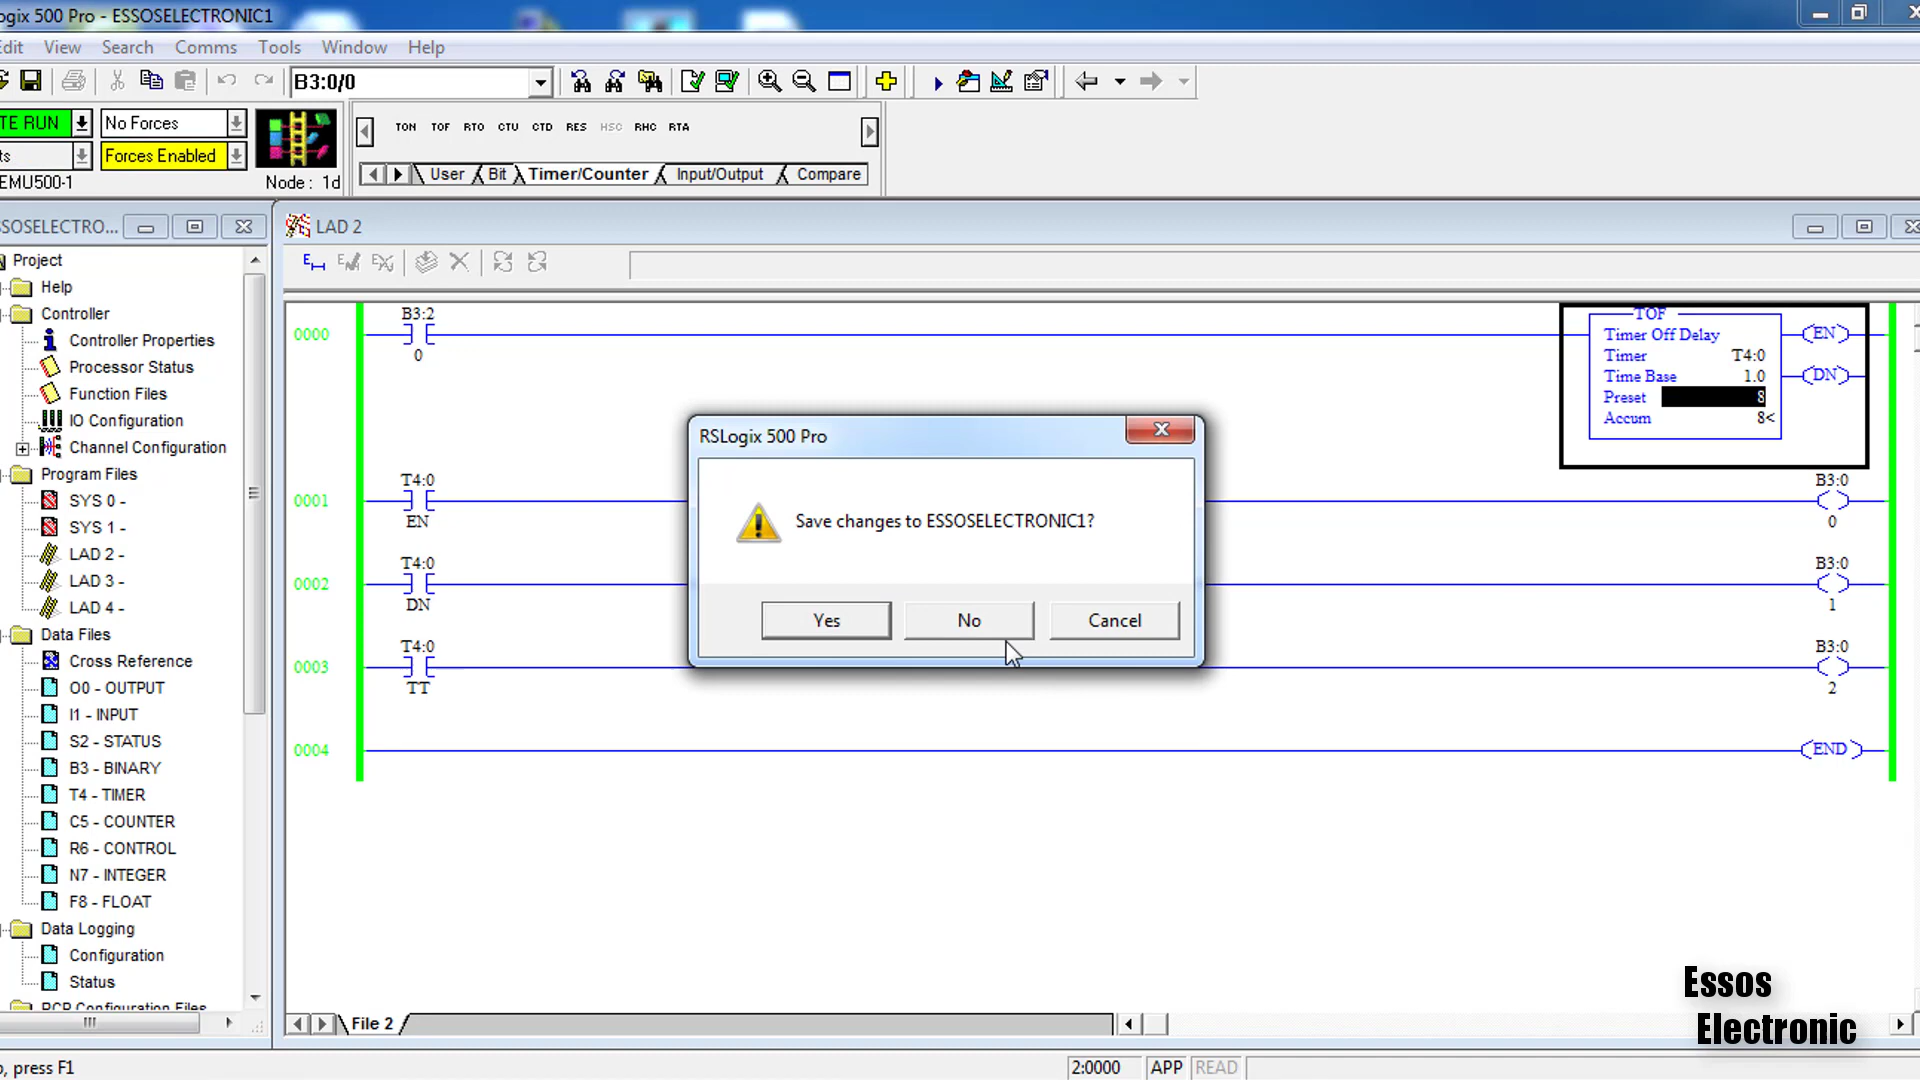 ogix 500 Pro - ESSOSELECTRONIC1
dit View Search Comms Tools Window Help
B3:0/0
TE RUN No Forces
ts Forces Enabled
EMU500-1 Node : 1d
TON TOF RTO CTU CTD RES HSC RHC RTA
User Bit Timer/Counter Input/Output Compare
SOSELECTRO...
Project
Help
Controller
Controller Properties
Processor Status
Function Files
IO Configuration
Channel Configuration
Program Files
SYS 0 -
SYS 1 -
LAD 2 -
LAD 3 -
LAD 4 -
Data Files
Cross Reference
O0 - OUTPUT
I1 - INPUT
S2 - STATUS
B3 - BINARY
T4 - TIMER
C5 - COUNTER
R6 - CONTROL
N7 - INTEGER
F8 - FLOAT
Data Logging
Configuration
Status
RCP Configuration Files
LAD 2
0000
B3:2
0
TOF
Timer Off Delay
Timer T4:0
Time Base 1.0
Preset 8
Accum 8<
EN
DN
0001
T4:0
EN
B3:0
0
0002
T4:0
DN
B3:0
1
0003
T4:0
TT
B3:0
2
0004
END
RSLogix 500 Pro
Save changes to ESSOSELECTRONIC1?
Yes No Cancel
File 2
Essos
Electronic
p, press F1
2:0000 APP READ